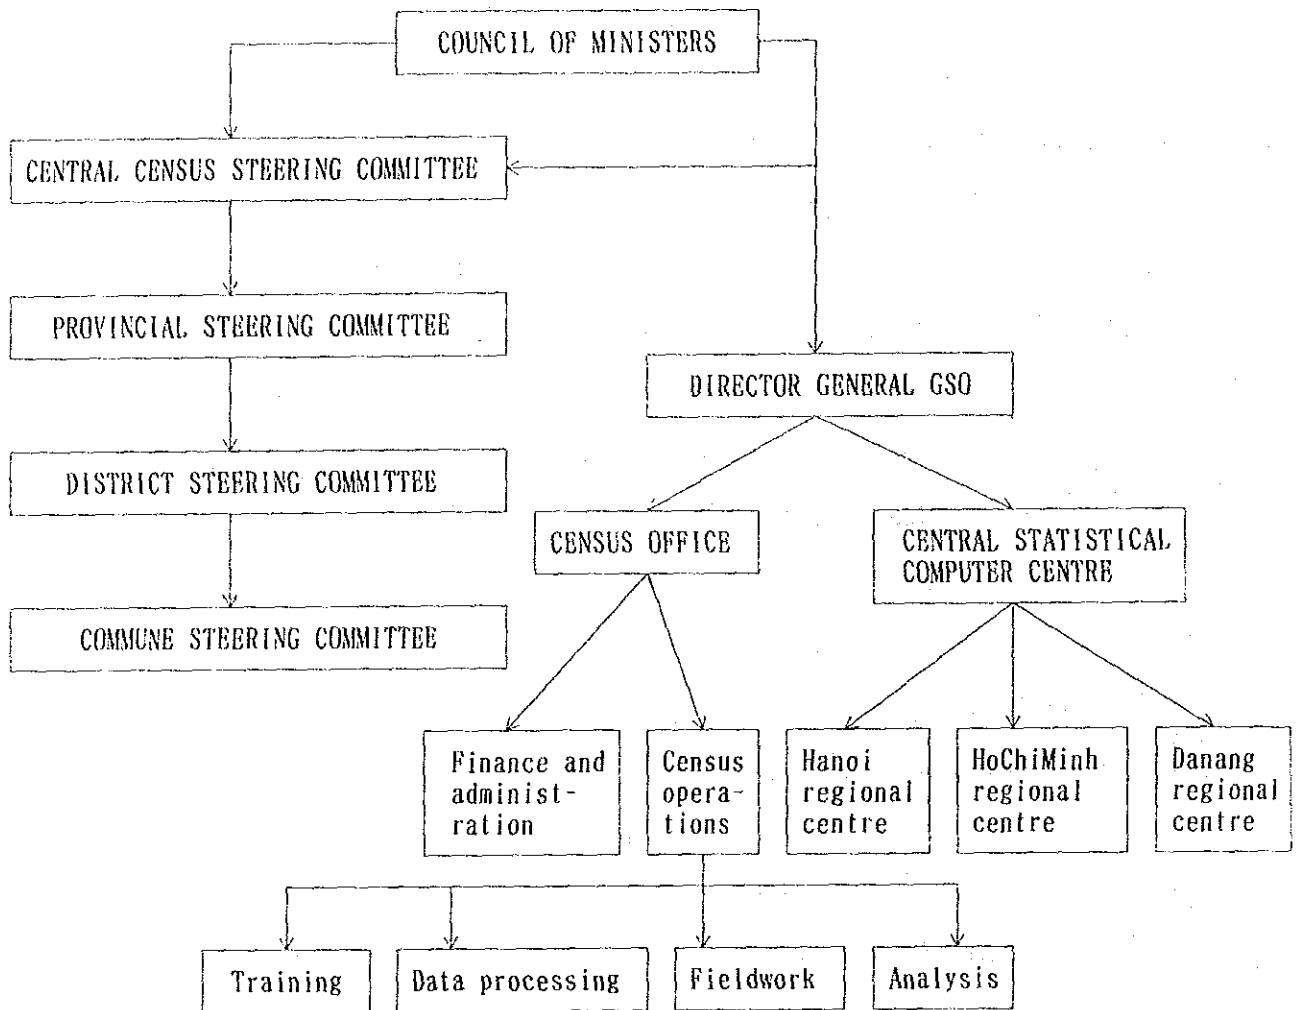 COUNCIL OF MINISTERS
CENTRAL CENSUS STEERING COMMITTEE
PROVINCIAL STEERING COMMITTEE
DIRECTOR GENERAL GSO
DISTRICT STEERING COMMITTEE
CENSUS OFFICE
CENTRAL STATISTICAL
COMPUTER CENTRE
COMMUNE STEERING COMMITTEE
Finance and
administ-
ration
Census
opera-
tions
Hanoi
regional
centre
HoChiMinh
regional
centre
Danang
regional
centre
Training
Data processing
Fieldwork
Analysis